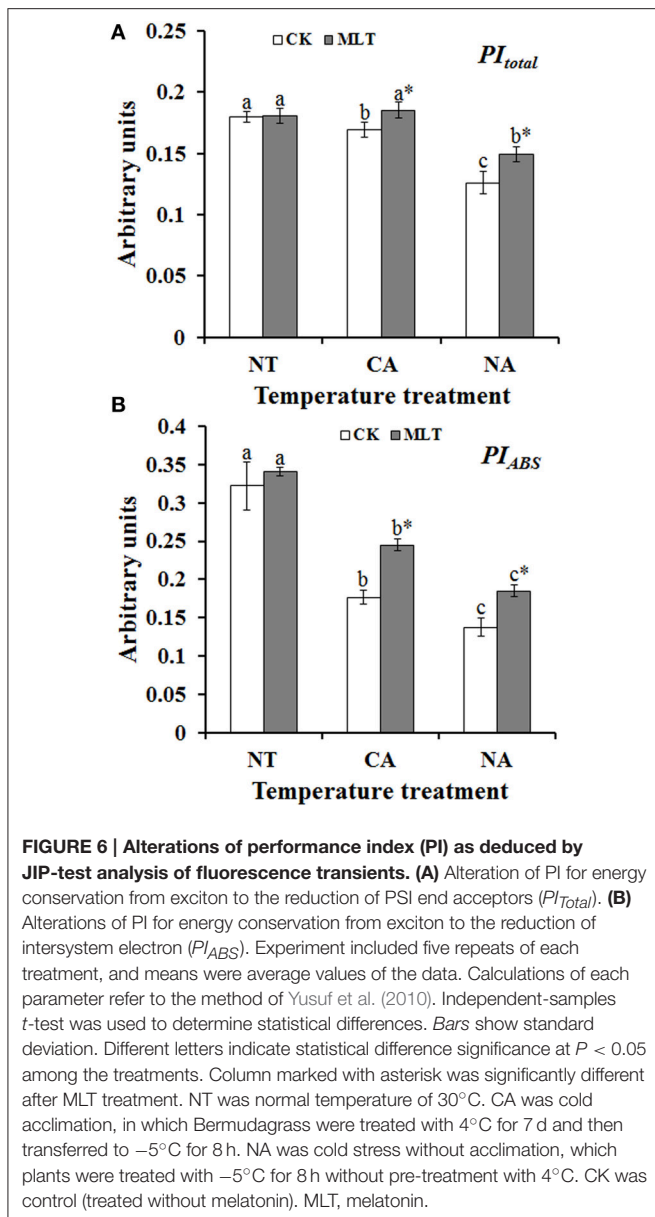 A
0.25
CK MLT
PI_total
0.2
0.15
0.1
0.05
0
Arbitrary units
a a b a* c b*
NT CA NA
Temperature treatment
B
0.4
CK MLT
PI_ABS
0.35
0.3
0.25
0.2
0.15
0.1
0.05
0
Arbitrary units
a a b b* c c*
NT CA NA
Temperature treatment
FIGURE 6 | Alterations of performance index (PI) as deduced by
JIP-test analysis of fluorescence transients. (A) Alteration of PI for energy
conservation from exciton to the reduction of PSI end acceptors (PI_Total). (B)
Alterations of PI for energy conservation from exciton to the reduction of
intersystem electron (PI_ABS). Experiment included five repeats of each
treatment, and means were average values of the data. Calculations of each
parameter refer to the method of Yusuf et al. (2010). Independent-samples
t-test was used to determine statistical differences. Bars show standard
deviation. Different letters indicate statistical difference significance at P < 0.05
among the treatments. Column marked with asterisk was significantly different
after MLT treatment. NT was normal temperature of 30°C. CA was cold
acclimation, in which Bermudagrass were treated with 4°C for 7 d and then
transferred to −5°C for 8 h. NA was cold stress without acclimation, which
plants were treated with −5°C for 8 h without pre-treatment with 4°C. CK was
control (treated without melatonin). MLT, melatonin.